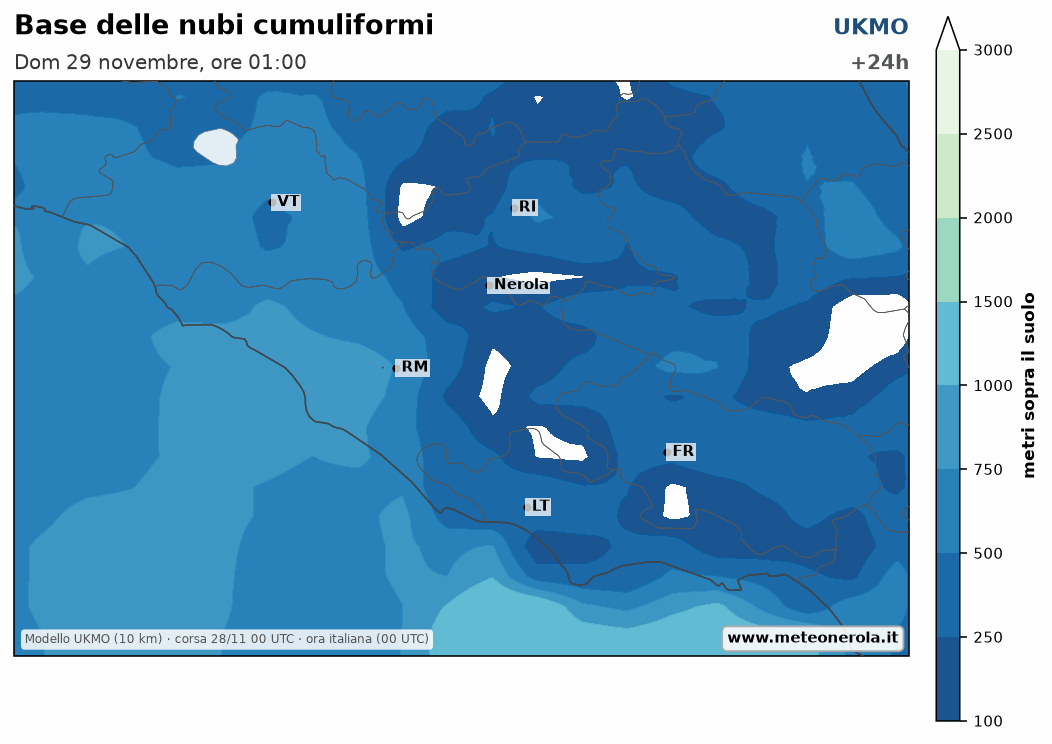 Base delle nubi cumuliformi
UKMO
Dom 29 novembre, ore 01:00
+24h
VT
RI
Nerola
RM
FR
LT
Modello UKMO (10 km) · corsa 28/11 00 UTC · ora italiana (00 UTC)
www.meteonerola.it
3000
2500
2000
1500
1000
750
500
250
100
metri sopra il suolo